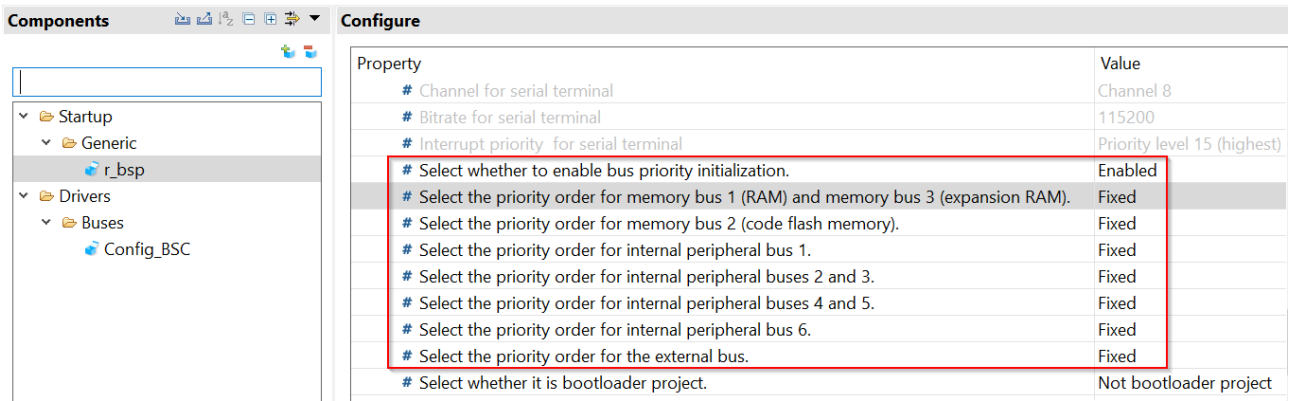 Components
Configure
Property Value
# Channel for serial terminal Channel 8
# Bitrate for serial terminal 115200
# Interrupt priority  for serial terminal Priority level 15 (highest)
# Select whether to enable bus priority initialization. Enabled
# Select the priority order for memory bus 1 (RAM) and memory bus 3 (expansion RAM). Fixed
# Select the priority order for memory bus 2 (code flash memory). Fixed
# Select the priority order for internal peripheral bus 1. Fixed
# Select the priority order for internal peripheral buses 2 and 3. Fixed
# Select the priority order for internal peripheral buses 4 and 5. Fixed
# Select the priority order for internal peripheral bus 6. Fixed
# Select the priority order for the external bus. Fixed
# Select whether it is bootloader project. Not bootloader project
Startup
Generic
r_bsp
Drivers
Buses
Config_BSC